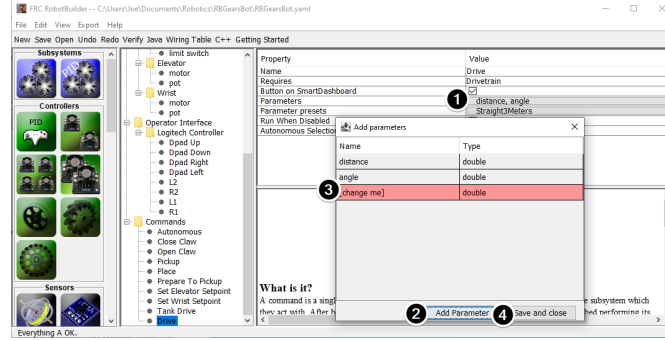 FRC RobotBuilder -- C:\Users\Joe\Documents\Robotics\RBGearsBot\RBGearsBot.yaml
File Edit View Export Help
New Save Open Undo Redo Verify Java Wiring Table C++ Getting Started
Subsystems
PID
Controllers
PID
Sensors
limit switch
Elevator
motor
pot
Wrist
motor
pot
Operator Interface
Logitech Controller
Dpad Up
Dpad Down
Dpad Right
Dpad Left
L2
R2
L1
R1
Commands
Autonomous
Close Claw
Open Claw
Pickup
Place
Prepare To Pickup
Set Elevator Setpoint
Set Wrist Setpoint
Tank Drive
Drive
Property Value
Name Drive
Requires Drivetrain
Button on SmartDashboard
Parameters 1 distance, angle
Parameter presets Straight3Meters
Run When Disabled
Autonomous Selection
Add parameters
Name Type
distance double
angle double
3 [change me] double
2 Add Parameter 4 Save and close
What is it?
A command is a singl e subsystem which
they act with. After b hed performing its
Everything A OK.